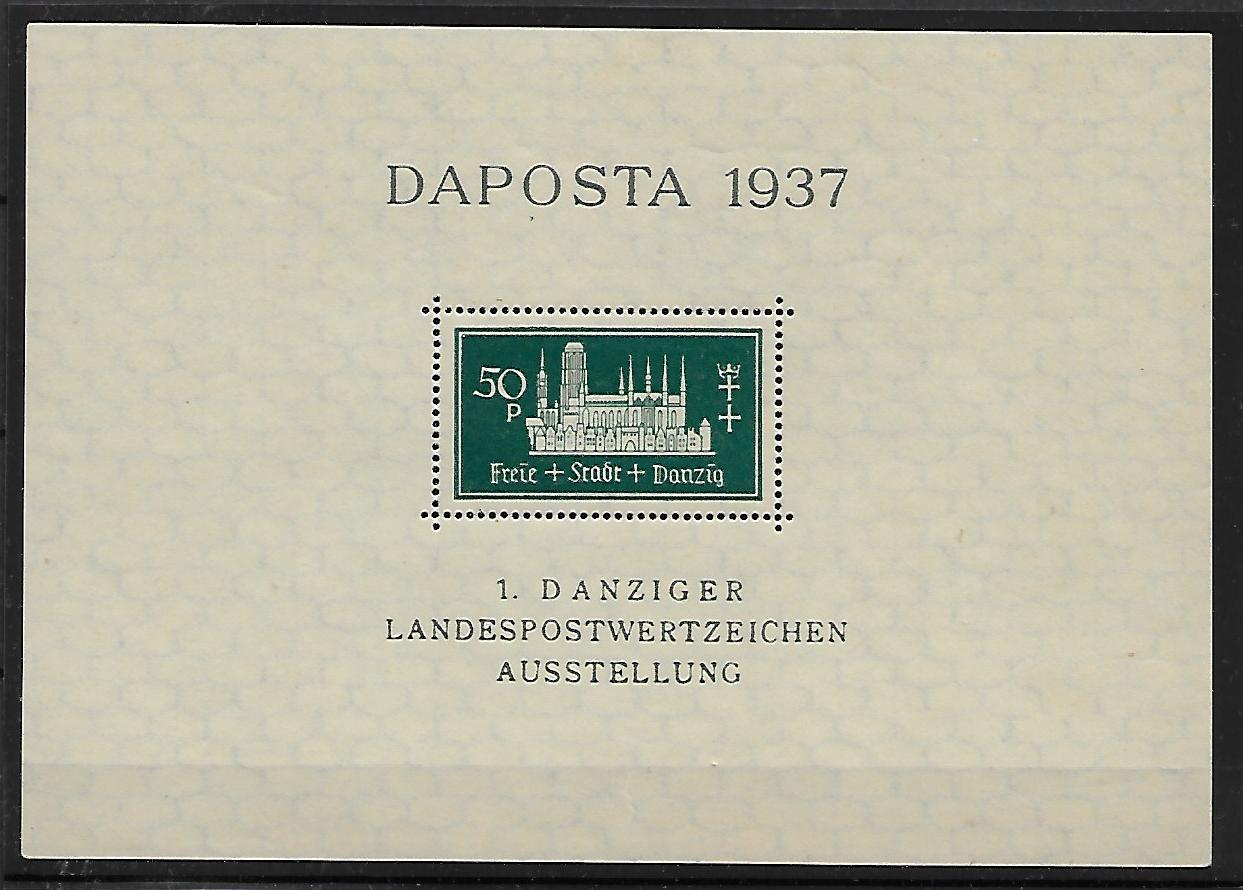 DAPOSTA 1937
50
P
Freie + Stadt + Danzig
1. DANZIGER
LANDESPOSTWERTZEICHEN
AUSSTELLUNG